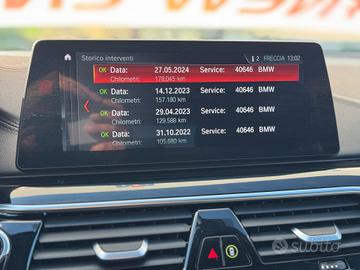 2 FRECCIA 13:02
Storico interventi
OK Data: 27.05.2024 Service: 40646 BMW
Chilometri: 178.045 km
OK Data: 14.12.2023 Service: 40646 BMW
Chilometri: 157.180 km
OK Data: 29.04.2023 Service: 40646 BMW
Chilometri: 129.588 km
OK Data: 31.10.2022 Service: 40646 BMW
Chilometri: 105.680 km
subito